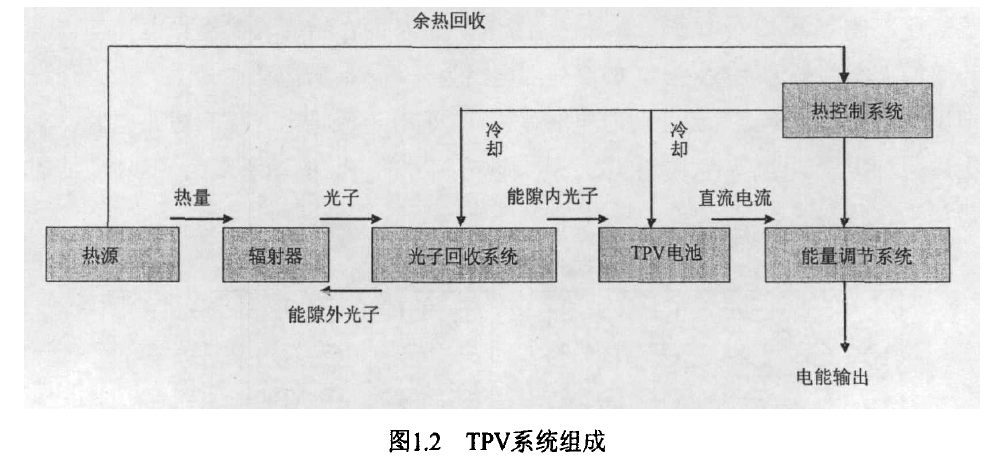 余热回收
热控制系统
冷却
冷却
热量
光子
能隙内光子
直流电流
热源
辐射器
光子回收系统
TPV电池
能量调节系统
能隙外光子
电能输出
图1.2 TPV系统组成